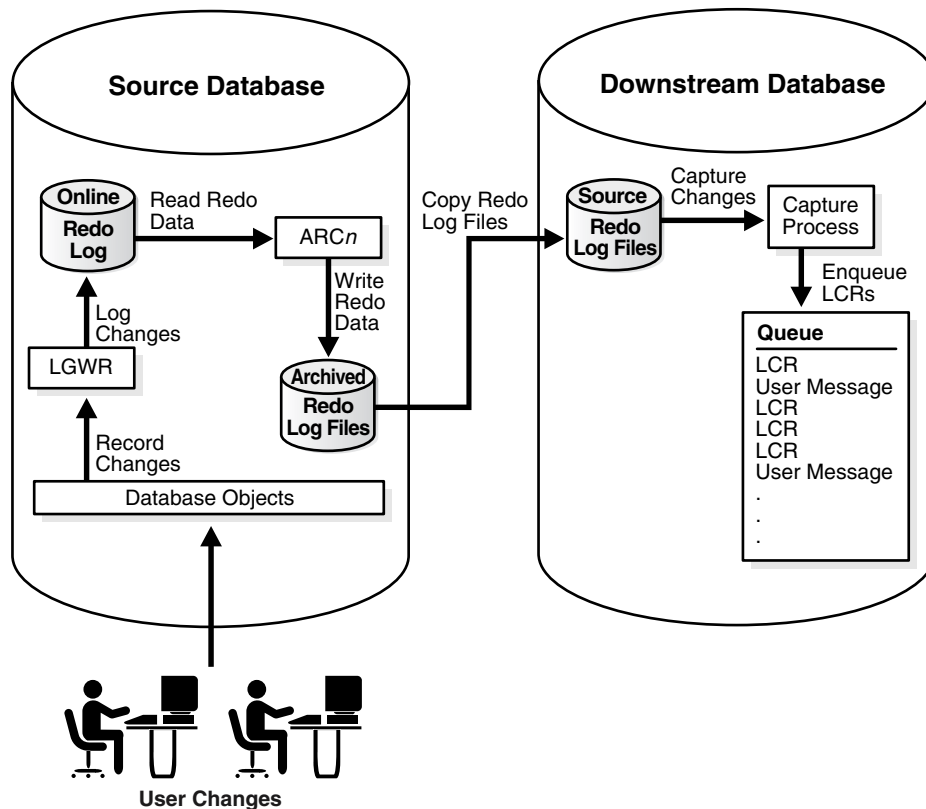 Source Database
Downstream Database
Online
Redo
Log
Read Redo
Data
ARCn
Write
Redo
Data
Log
Changes
LGWR
Archived
Redo
Log Files
Record
Changes
Database Objects
Copy Redo
Log Files
Source
Redo
Log Files
Capture
Changes
Capture
Process
Enqueue
LCRs
Queue
LCR
User Message
LCR
LCR
LCR
User Message
.
.
.
User Changes